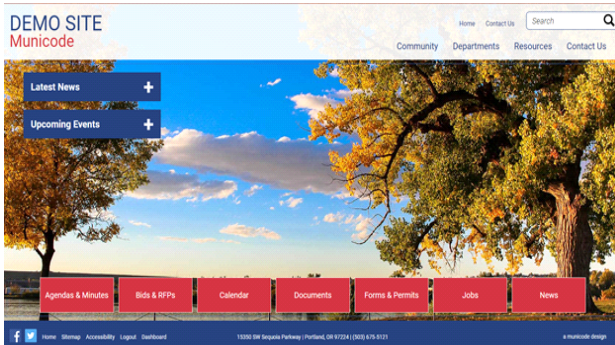 DEMO SITE
Municode
Home Contact Us Search
Community Departments Resources Contact Us
Latest News +
Upcoming Events +
Agendas & Minutes Bids & RFPs Calendar Documents Forms & Permits Jobs News
Home Sitemap Accessibility Logout Dashboard 13350 SW Sequoia Parkway | Portland, OR 97224 | (503) 675-5121 a municode design